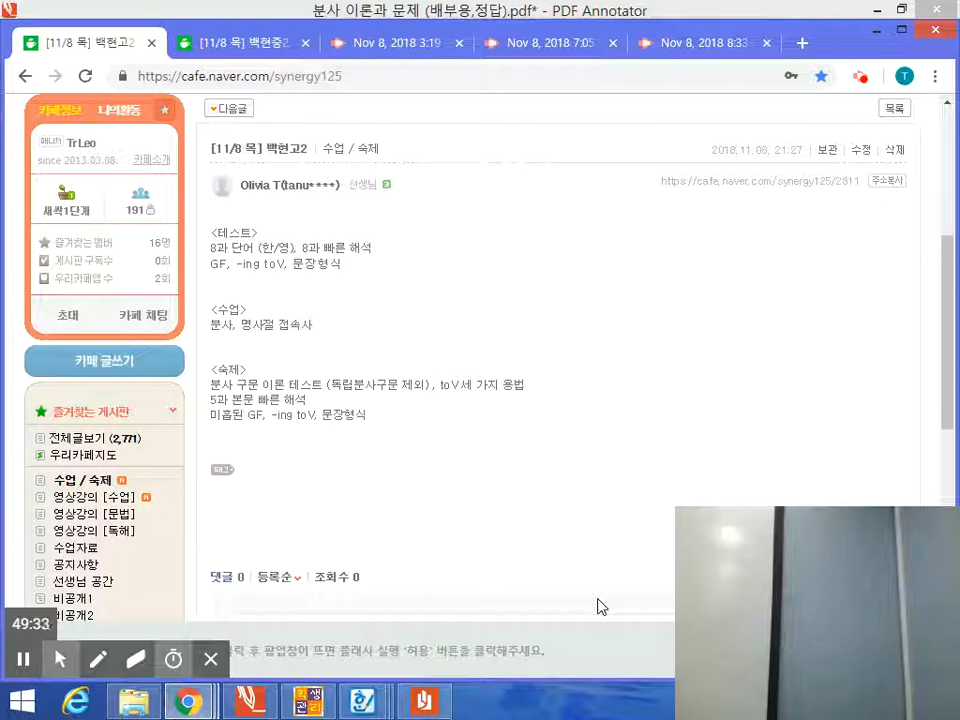 분사 이론과 문제 (배부용,정답).pdf* - PDF Annotator
[11/8 목] 백현고2
[11/8 목] 백현중2
Nov 8, 2018 3:19
Nov 8, 2018 7:05
Nov 8, 2018 8:33
https://cafe.naver.com/synergy125
T
카페정보 나의활동
매니저 Tr Leo
since 2013.03.08. 카페소개
새싹1단계 191
즐겨찾는 멤버 16명
게시판 구독수 0회
우리카페앱 수 2회
초대 카페 채팅
카페 글쓰기
즐겨찾는 게시판
전체글보기 (2,771)
우리카페지도
수업 / 숙제 N
영상강의 [수업] N
영상강의 [문법]
영상강의 [독해]
수업자료
공지사항
선생님 공간
비공개1
비공개2
다음글 목록
[11/8 목] 백현고2 | 수업 / 숙제 2018,11,08, 21:27 | 보관 | 수정 | 삭제
Olivia T(tanu****) 선생님 https://cafe.naver.com/synergy125/2811 주소복사
<테스트>
8과 단어 (한/영), 8과 빠른 해석
GF, -ing toV, 문장형식
<수업>
분사, 명사절 접속사
<숙제>
분사 구문 이론 테스트 (독립분사구문 제외), toV세 가지 용법
5과 본문 빠른 해석
미흡된 GF, -ing toV, 문장형식
태그
댓글 0 | 등록순 | 조회수 0
후 팝업창이 뜨면 플래시 실행 '허용' 버튼을 클릭해주세요.
49:33
학생
관리